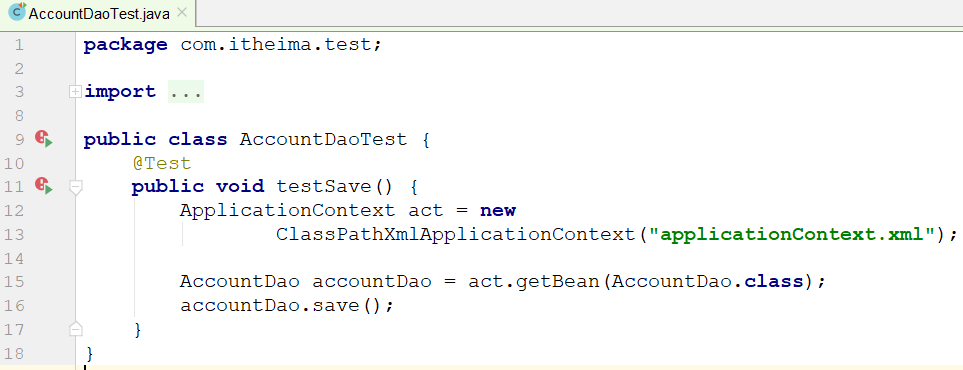 AccountDaoTest.java
1 package com.itheima.test;
2
3 import ...
8
9 public class AccountDaoTest {
10 @Test
11 public void testSave() {
12 ApplicationContext act = new
13 ClassPathXmlApplicationContext("applicationContext.xml");
14
15 AccountDao accountDao = act.getBean(AccountDao.class);
16 accountDao.save();
17 }
18 }